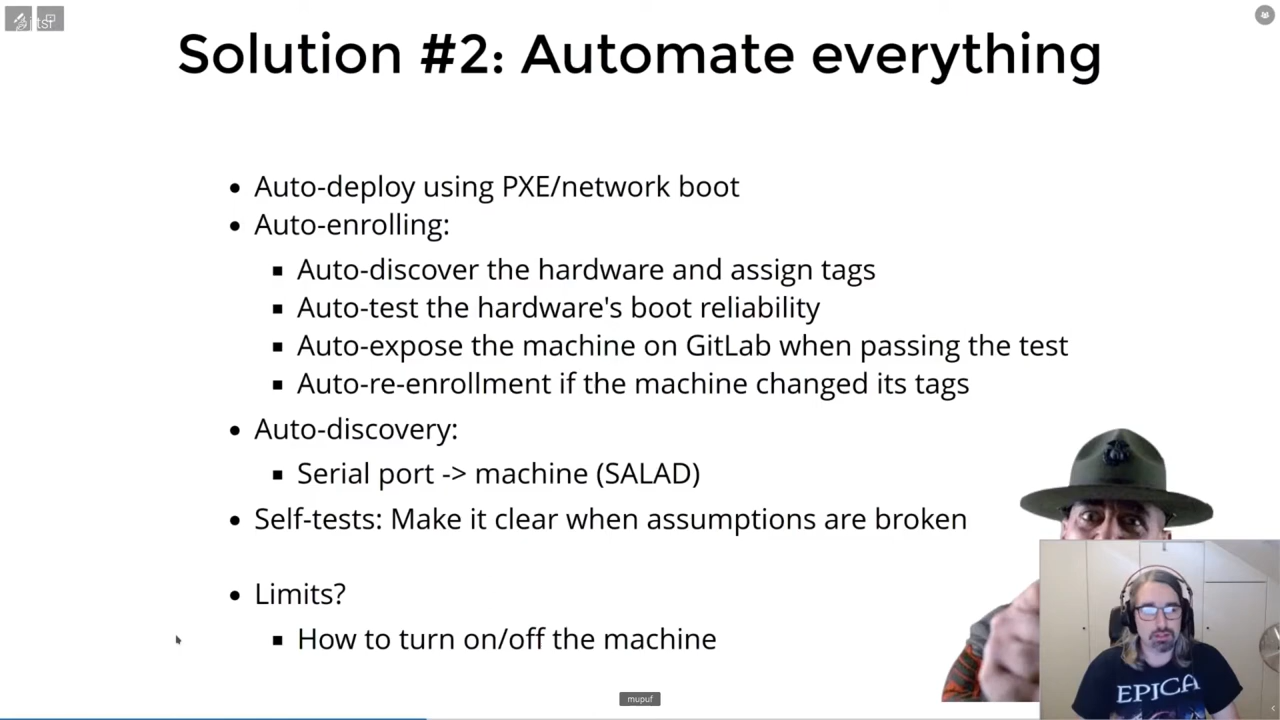 jitsi
Solution #2: Automate everything
Auto-deploy using PXE/network boot
Auto-enrolling:
Auto-discover the hardware and assign tags
Auto-test the hardware's boot reliability
Auto-expose the machine on GitLab when passing the test
Auto-re-enrollment if the machine changed its tags
Auto-discovery:
Serial port -> machine (SALAD)
Self-tests: Make it clear when assumptions are broken
Limits?
How to turn on/off the machine
EPICA
mupuf